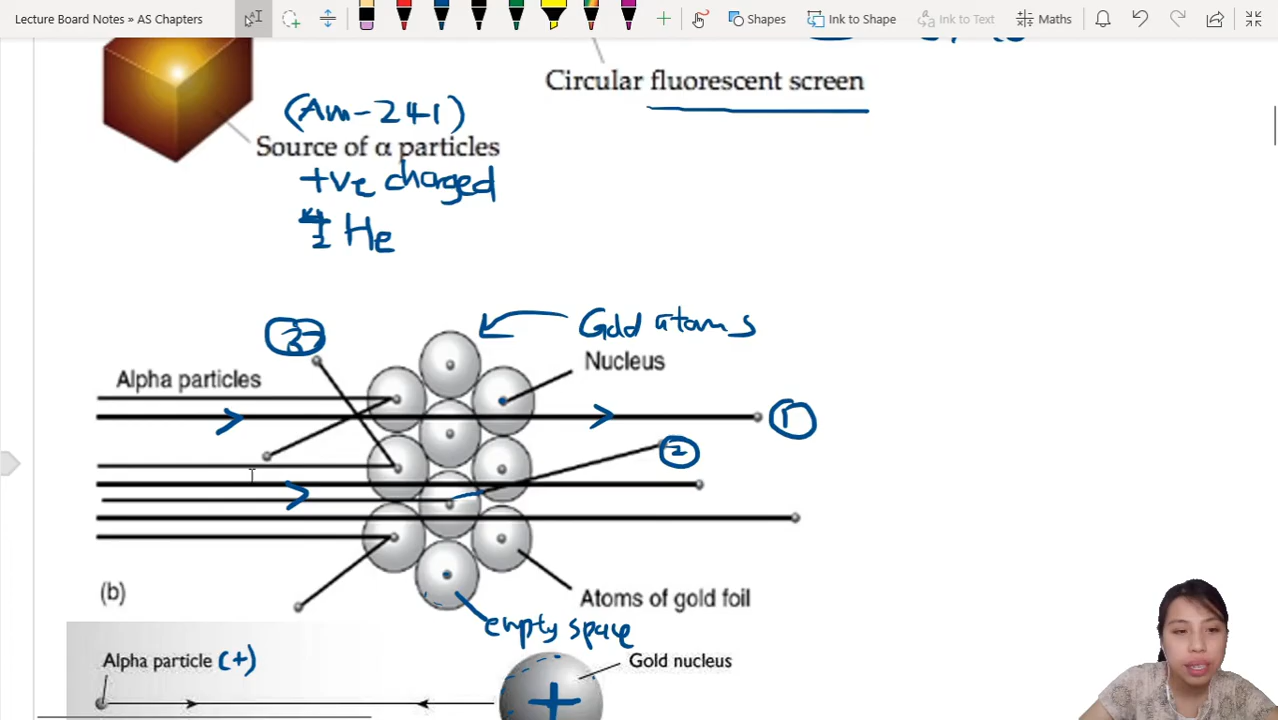 Lecture Board Notes » AS Chapters
Shapes
Ink to Shape
Ink to Text
Maths
Circular fluorescent screen
(Am-241)
Source of α particles
+ve charged
4
2 He
3
Gold atoms
Nucleus
Alpha particles
1
2
(b)
Atoms of gold foil
empty space
Alpha particle (+)
Gold nucleus
+